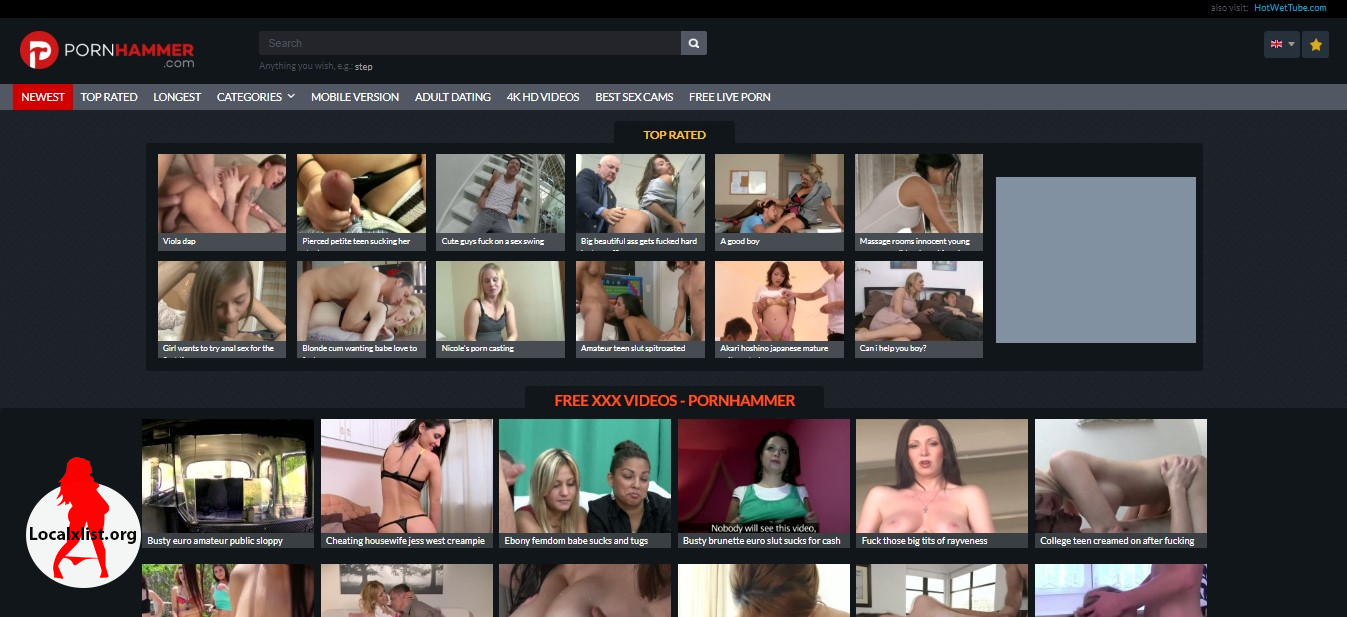 also visit: HotWetTube.com
PORNHAMMER
.com
Search
Anything you wish, e.g.: step
NEWEST TOP RATED LONGEST CATEGORIES MOBILE VERSION ADULT DATING 4K HD VIDEOS BEST SEX CAMS FREE LIVE PORN
TOP RATED
Viola dap
Pierced petite teen sucking her
Cute guys fuck on a sex swing
Big beautiful ass gets fucked hard
A good boy
Massage rooms innocent young
Girl wants to try anal sex for the
Blonde cum wanting babe love to
Nicole's porn casting
Amateur teen slut spitroasted
Akari hoshino japanese mature
Can i help you boy?
FREE XXX VIDEOS - PORNHAMMER
Nobody will see this video,
Busty euro amateur public sloppy
Cheating housewife jess west creampie
Ebony femdom babe sucks and tugs
Busty brunette euro slut sucks for cash
Fuck those big tits of rayveness
College teen creamed on after fucking
Localxlist.org